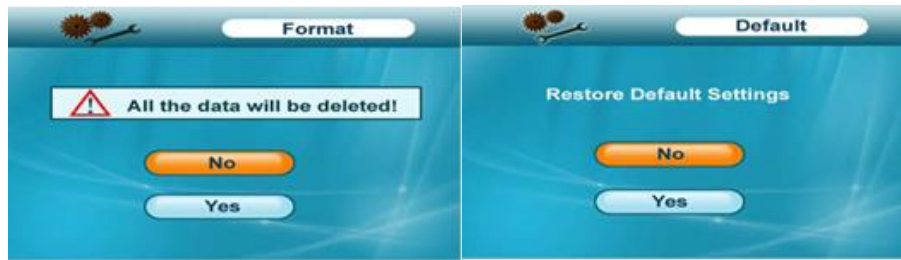 Format
All the data will be deleted!
No
Yes
Default
Restore Default Settings
No
Yes